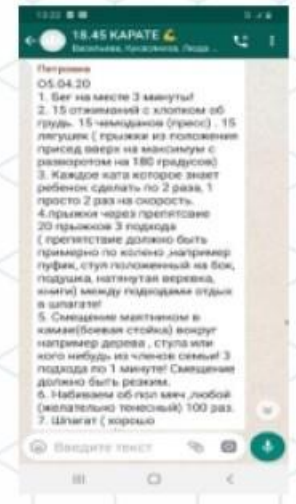 18.45 КАРАТЕ
Васильева, Кусволмина, Люда ...
Петровна
05.04.20
1. Бег на месте 3 минуты!
2. 15 отжиманий с хлопком об
грудь. 15 чемоданов (пресс) . 15
лягушек ( прыжки из положения
присед вверх на максимум с
разворотом на 180 градусов)
3. Каждое ката которое знает
ребенок сделать по 2 раза, 1
просто 2 раз на скорость.
4.прыжки через препятствие
20 прыжков 3 подхода
( препятствие должно быть
примерно по колено ,например
пуфик, стул положенный на бок,
подушка, натянутая веревка,
книги) между подходами отдых
в шпагате!
5. Смещение маятником в
камае(боевая стойка) вокруг
например дерева , стула или
кого нибудь из членов семьи! 3
подхода по 1 минуте! Смещение
должно быть резким.
6. Набиваем об пол мяч ,любой
(желательно теннсный) 100 раз.
7. Шпагат ( хорошо
Введите текст